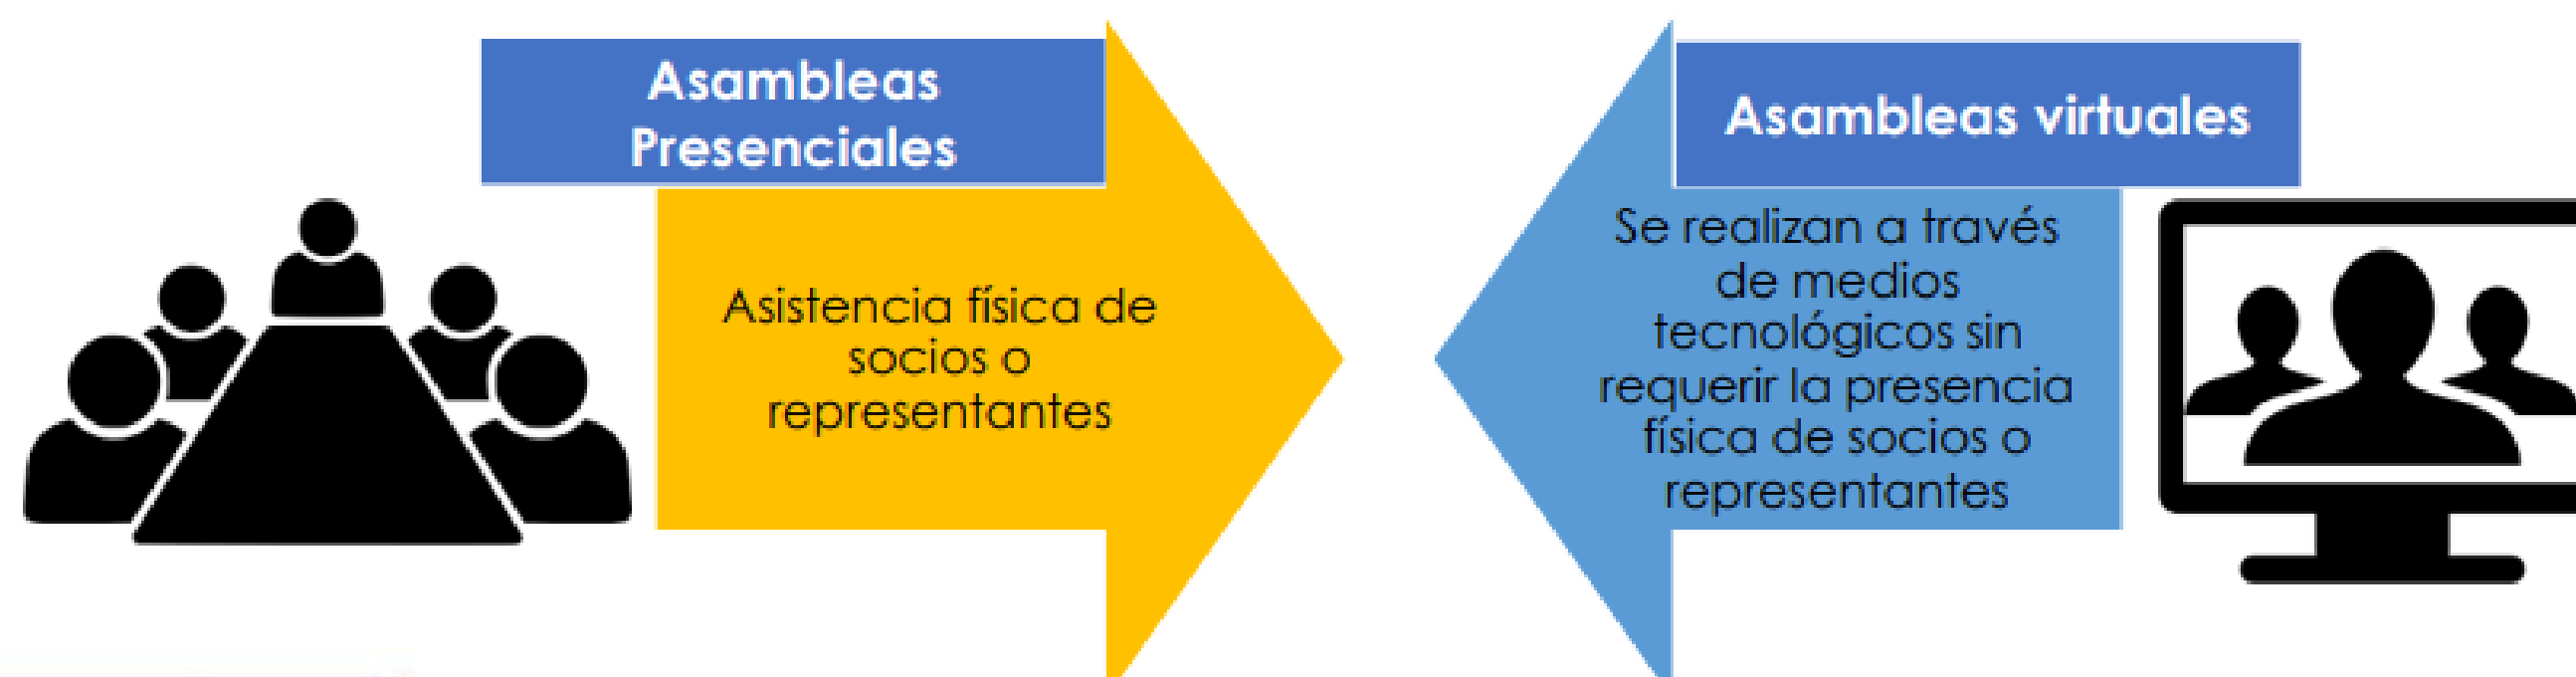 Asambleas
Presenciales
Asistencia física de
socios o
representantes
Asambleas virtuales
Se realizan a través
de medios
tecnológicos sin
requerir la presencia
física de socios o
representantes